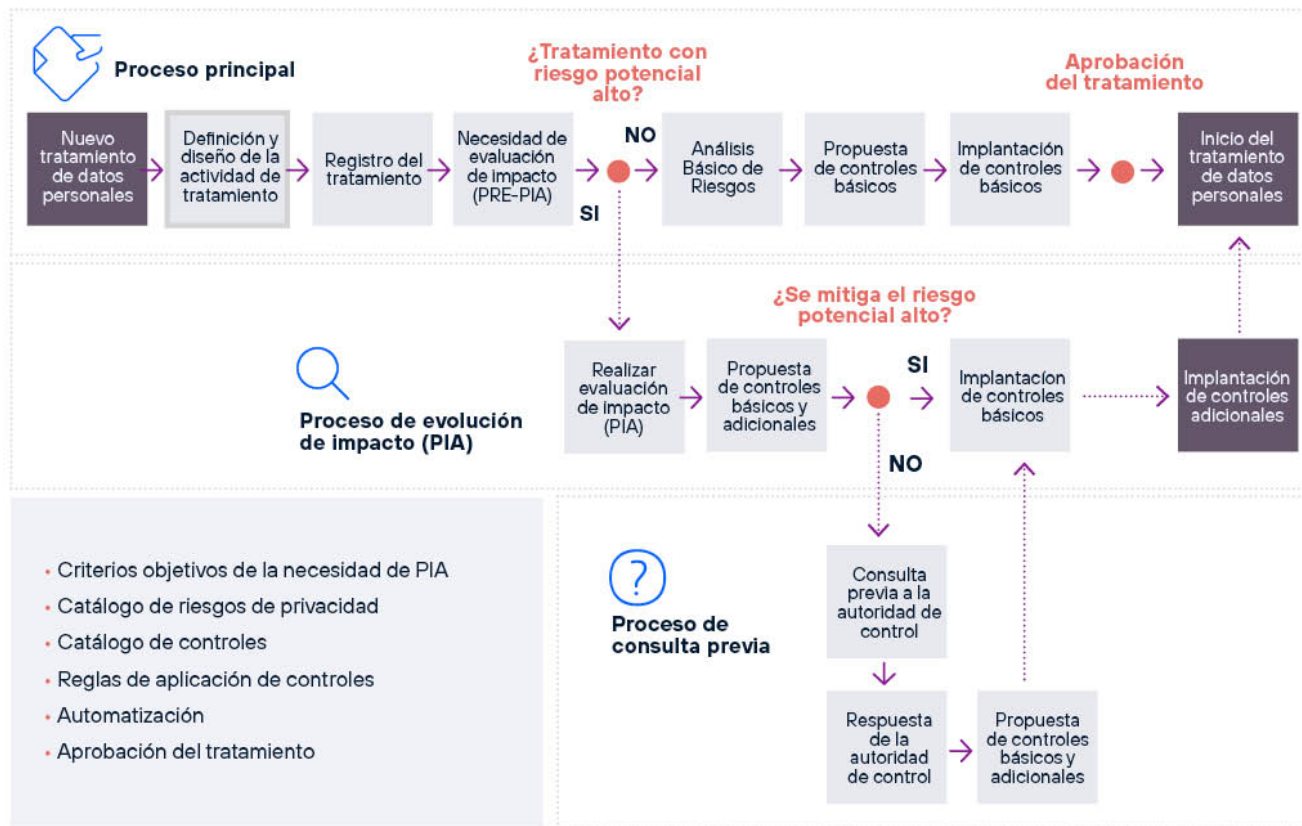 Proceso principal
¿Tratamiento con
riesgo potencial
alto?
Aprobación
del tratamiento
Nuevo
tratamiento
de datos
personales
Definición y
diseño de la
actividad de
tratamiento
Registro del
tratamiento
Necesidad de
evaluación
de impacto
(PRE-PIA)
NO
SI
Análisis
Básico de
Riesgos
Propuesta
de controles
básicos
Implantación
de controles
básicos
Inicio del
tratamiento
de datos
personales
¿Se mitiga el riesgo
potencial alto?
Proceso de evolución
de impacto (PIA)
Realizar
evaluación
de impacto
(PIA)
Propuesta
de controles
básicos y
adicionales
SI
NO
Implantacíon
de controles
básicos
Implantación
de controles
adicionales
• Criterios objetivos de la necesidad de PIA
• Catálogo de riesgos de privacidad
• Catálogo de controles
• Reglas de aplicación de controles
• Automatización
• Aprobación del tratamiento
?
Proceso de
consulta previa
Consulta
previa a la
autoridad de
control
Respuesta
de la
autoridad
de control
Propuesta
de controles
básicos y
adicionales